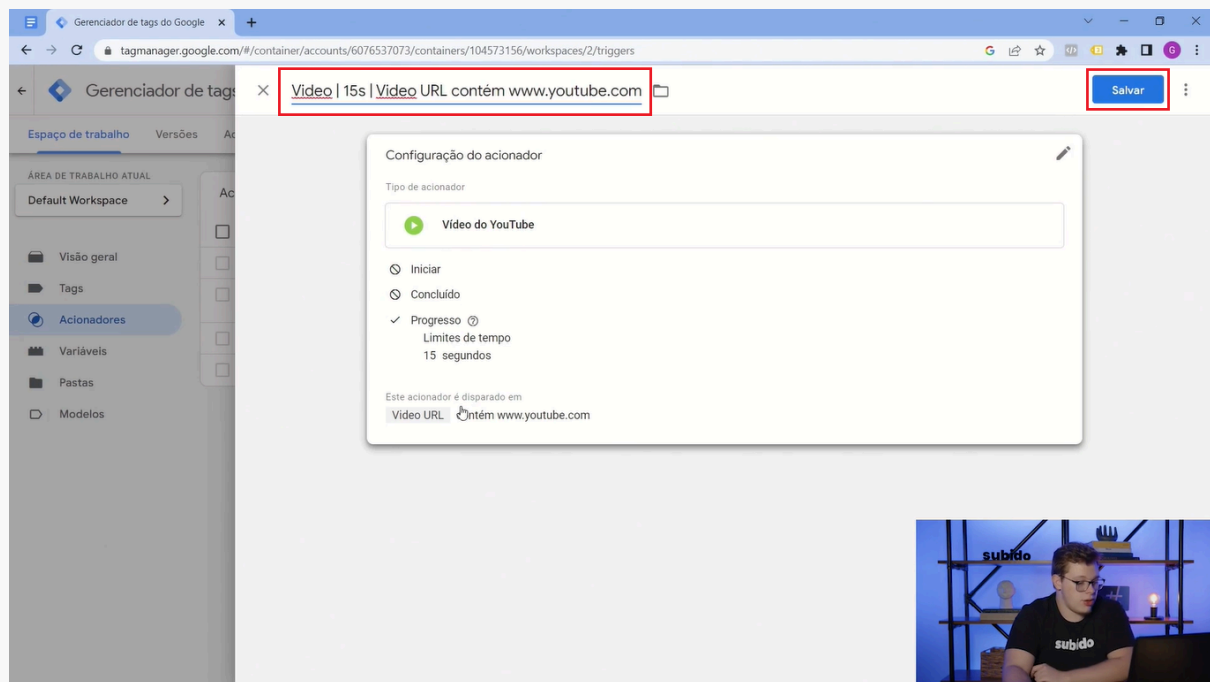 Gerenciador de tags do Google
tagmanager.google.com/#/container/accounts/6076537073/containers/104573156/workspaces/2/triggers
G
Gerenciador de tags
Video | 15s | Video URL contém www.youtube.com
Salvar
Espaço de trabalho
Versões
ÁREA DE TRABALHO ATUAL
Default Workspace
Visão geral
Tags
Acionadores
Variáveis
Pastas
Modelos
Configuração do acionador
Tipo de acionador
Vídeo do YouTube
Iniciar
Concluído
Progresso
Limites de tempo
15 segundos
Este acionador é disparado em
Video URL
www.youtube.com
subido
subido